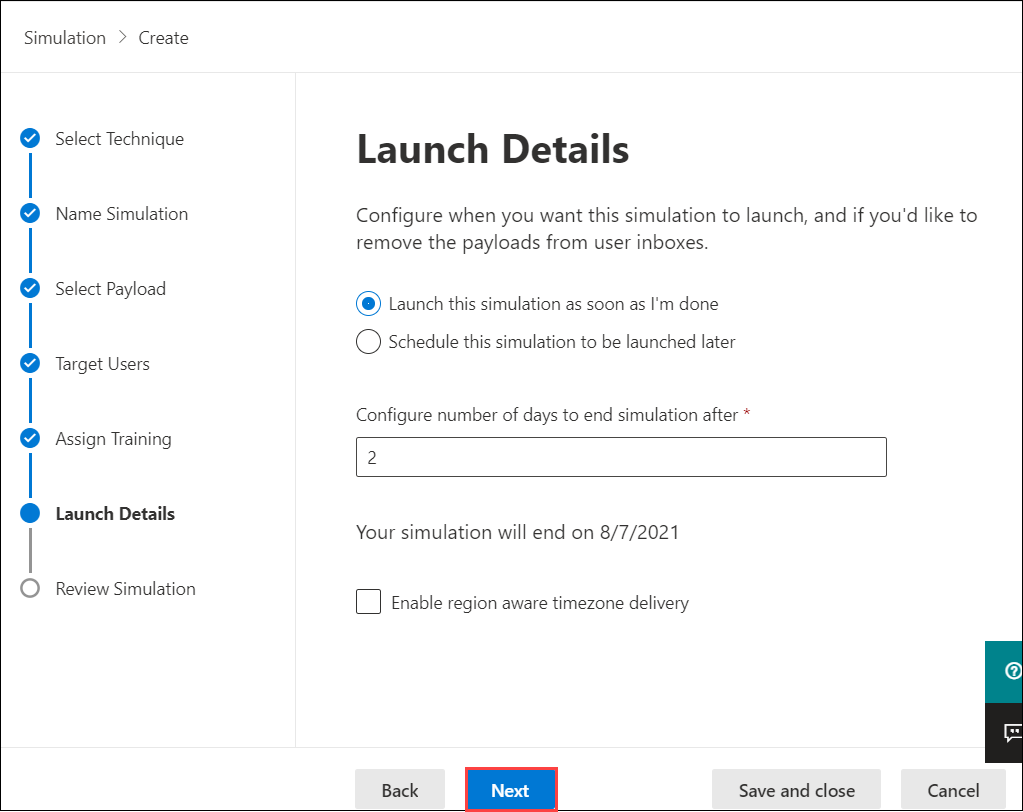 Simulation > Create
Select Technique
Name Simulation
Select Payload
Target Users
Assign Training
Launch Details
Review Simulation
Launch Details
Configure when you want this simulation to launch, and if you'd like to
remove the payloads from user inboxes.
Launch this simulation as soon as I'm done
Schedule this simulation to be launched later
Configure number of days to end simulation after *
2
Your simulation will end on 8/7/2021
Enable region aware timezone delivery
Back Next Save and close Cancel